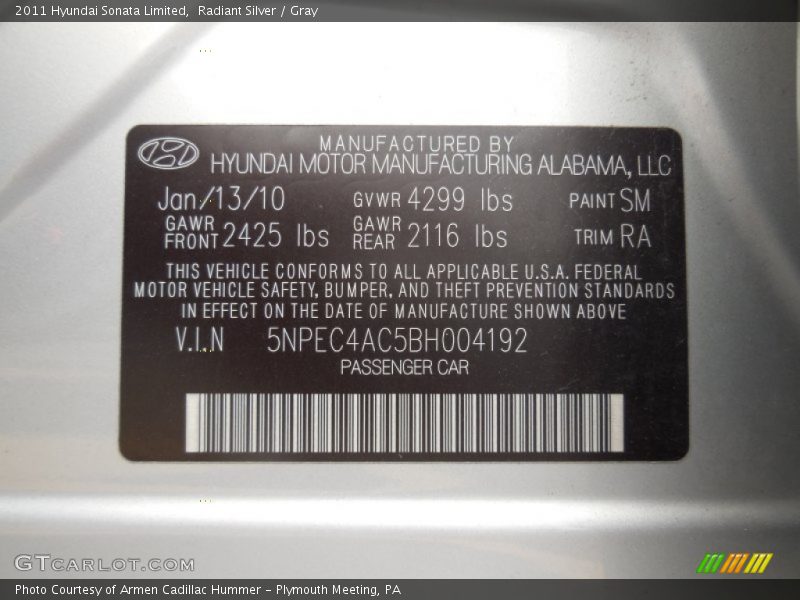 2011 Hyundai Sonata Limited, Radiant Silver / Gray
MANUFACTURED BY
HYUNDAI MOTOR MANUFACTURING ALABAMA, LLC
Jan/13/10 GVWR 4299 lbs PAINT SM
GAWR FRONT 2425 lbs GAWR REAR 2116 lbs TRIM RA
THIS VEHICLE CONFORMS TO ALL APPLICABLE U.S.A. FEDERAL
MOTOR VEHICLE SAFETY, BUMPER, AND THEFT PREVENTION STANDARDS
IN EFFECT ON THE DATE OF MANUFACTURE SHOWN ABOVE
V.I.N 5NPEC4AC5BH004192
PASSENGER CAR
GTCARLOT.COM
Photo Courtesy of Armen Cadillac Hummer - Plymouth Meeting, PA